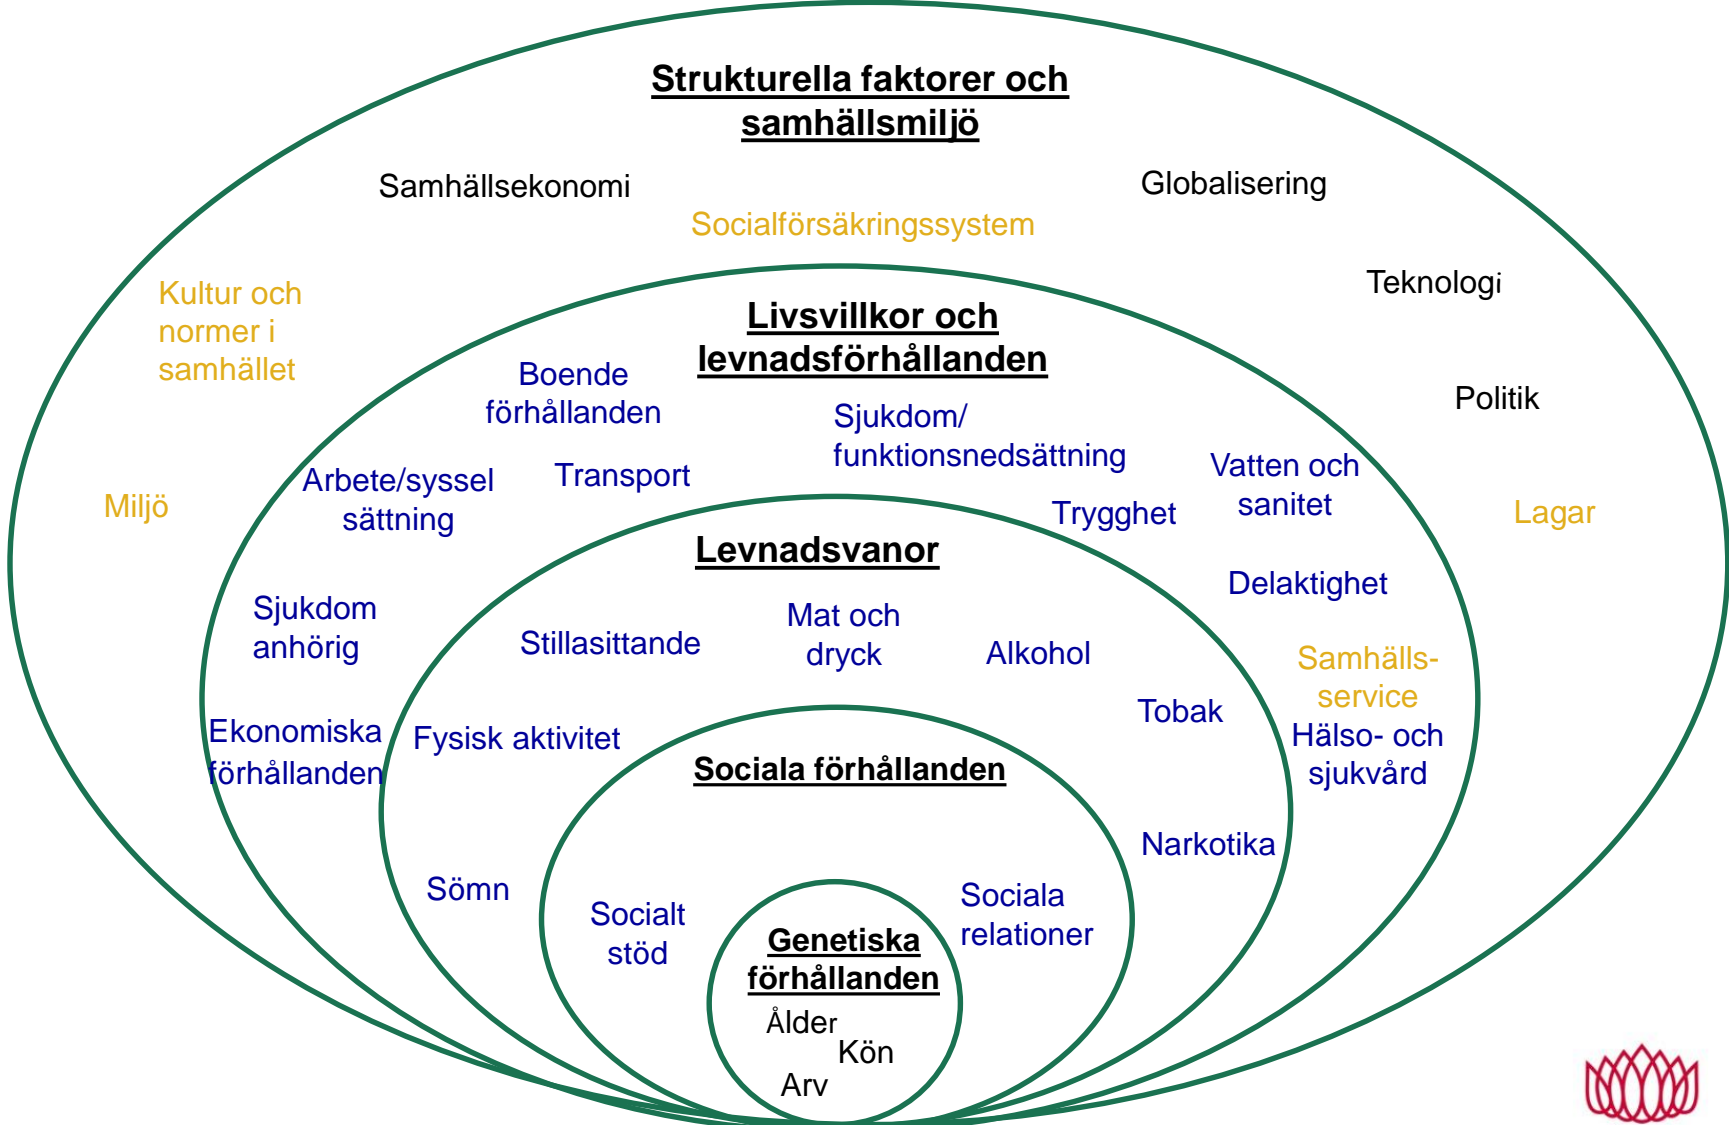 Strukturella faktorer och
samhällsmiljö
Samhällsekonomi
Globalisering
Socialförsäkringssystem
Teknologi
Kultur och
normer i
samhället
Politik
Miljö
Lagar
Livsvillkor och
levnadsförhållanden
Boende
förhållanden
Sjukdom/
funktionsnedsättning
Arbete/syssel
sättning
Transport
Vatten och
sanitet
Trygghet
Delaktighet
Sjukdom
anhörig
Samhälls-
service
Ekonomiska
förhållanden
Hälso- och
sjukvård
Levnadsvanor
Mat och
dryck
Stillasittande
Alkohol
Tobak
Fysisk aktivitet
Narkotika
Sömn
Sociala förhållanden
Socialt
stöd
Sociala
relationer
Genetiska
förhållanden
Ålder
Kön
Arv